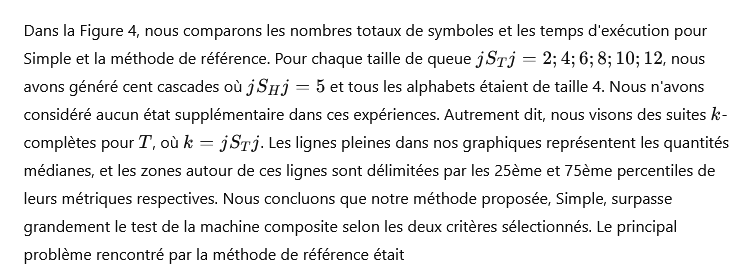 Dans la Figure 4, nous comparons les nombres totaux de symboles et les temps d'exécution pour
Simple et la méthode de référence. Pour chaque taille de queue jS_Tj = 2; 4; 6; 8; 10; 12, nous
avons généré cent cascades où jS_Hj = 5 et tous les alphabets étaient de taille 4. Nous n'avons
considéré aucun état supplémentaire dans ces expériences. Autrement dit, nous visons des suites k-
complètes pour T, où k = jS_Tj. Les lignes pleines dans nos graphiques représentent les quantités
médianes, et les zones autour de ces lignes sont délimitées par les 25ème et 75ème percentiles de
leurs métriques respectives. Nous concluons que notre méthode proposée, Simple, surpasse
grandement le test de la machine composite selon les deux critères sélectionnés. Le principal
problème rencontré par la méthode de référence était